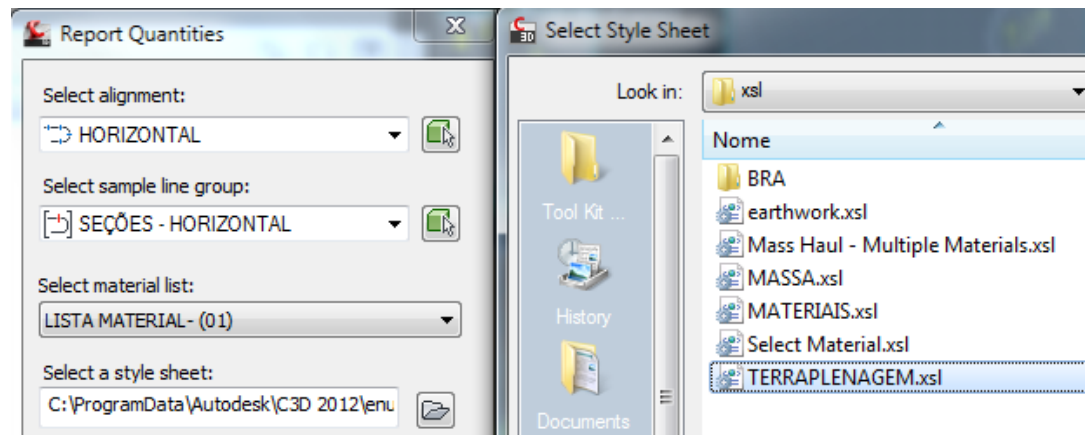 Report Quantities
Select alignment:
HORIZONTAL
Select sample line group:
SEÇÕES - HORIZONTAL
Select material list:
LISTA MATERIAL- (01)
Select a style sheet:
C:\ProgramData\Autodesk\C3D 2012\enu
Select Style Sheet
Look in:
xsl
Tool Kit ...
History
Documents
Nome
BRA
earthwork.xsl
Mass Haul - Multiple Materials.xsl
MASSA.xsl
MATERIAIS.xsl
Select Material.xsl
TERRAPLENAGEM.xsl